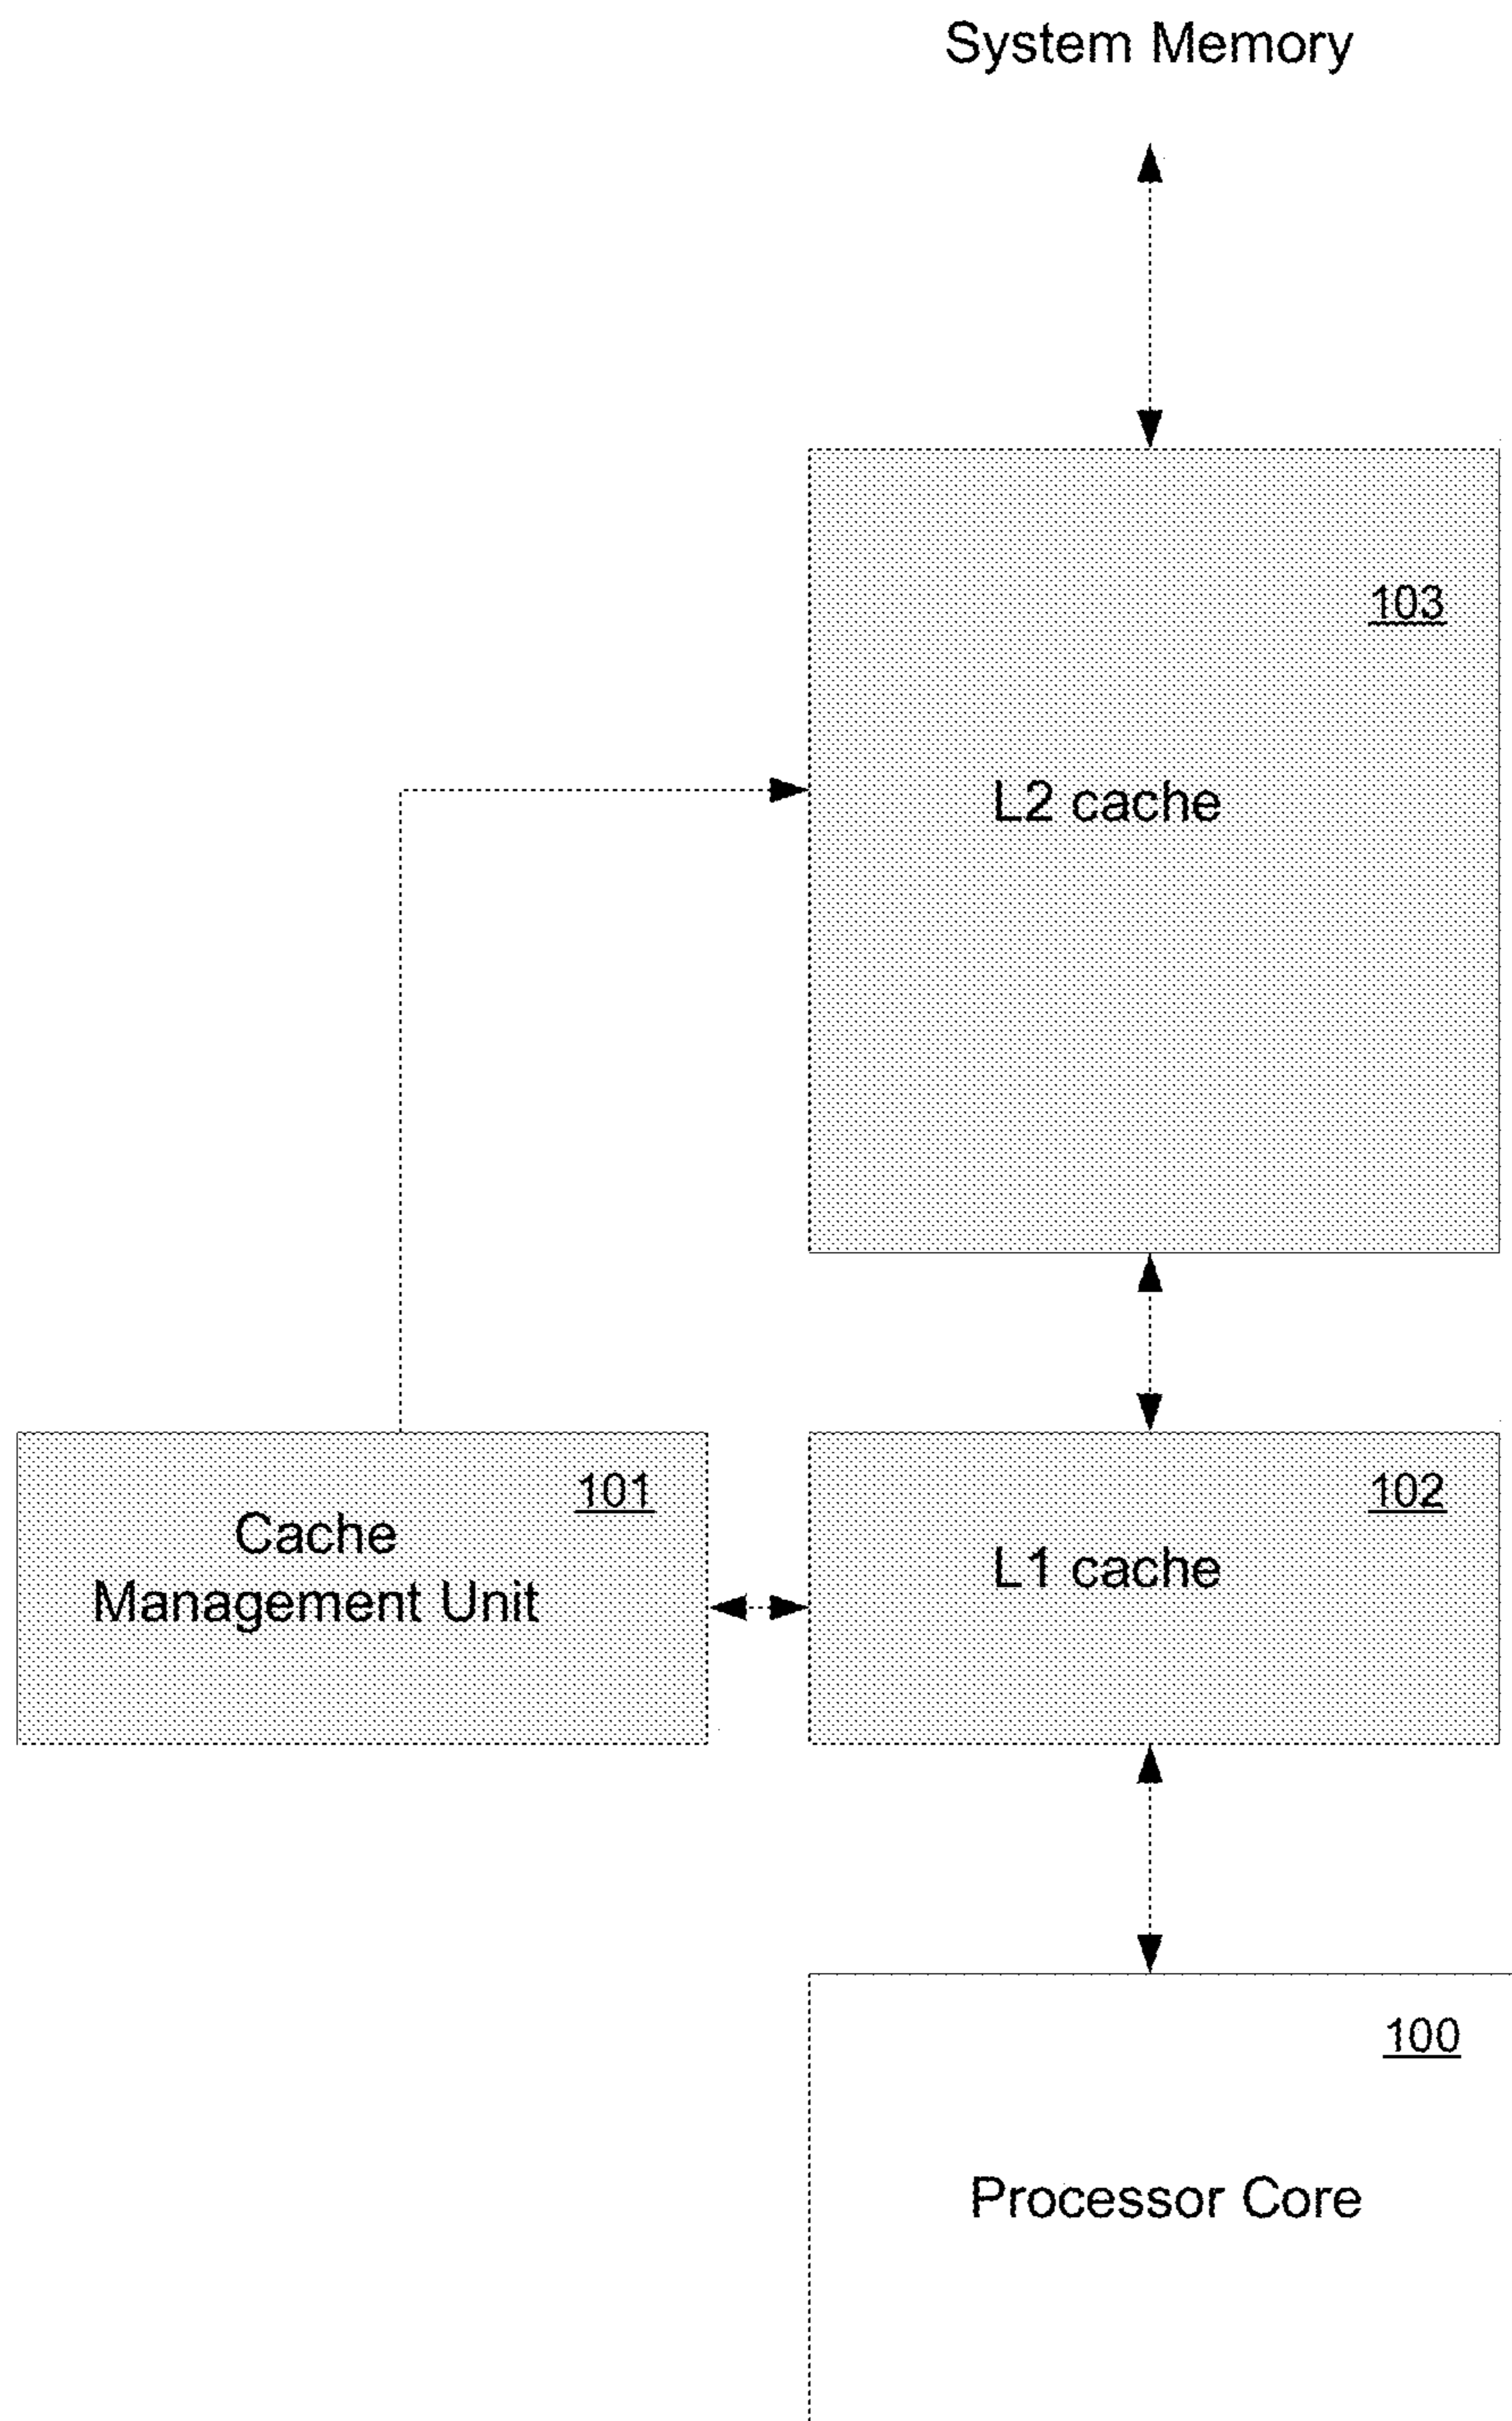 System Memory
103
L2 cache
101
Cache
Management Unit
102
L1 cache
100
Processor Core